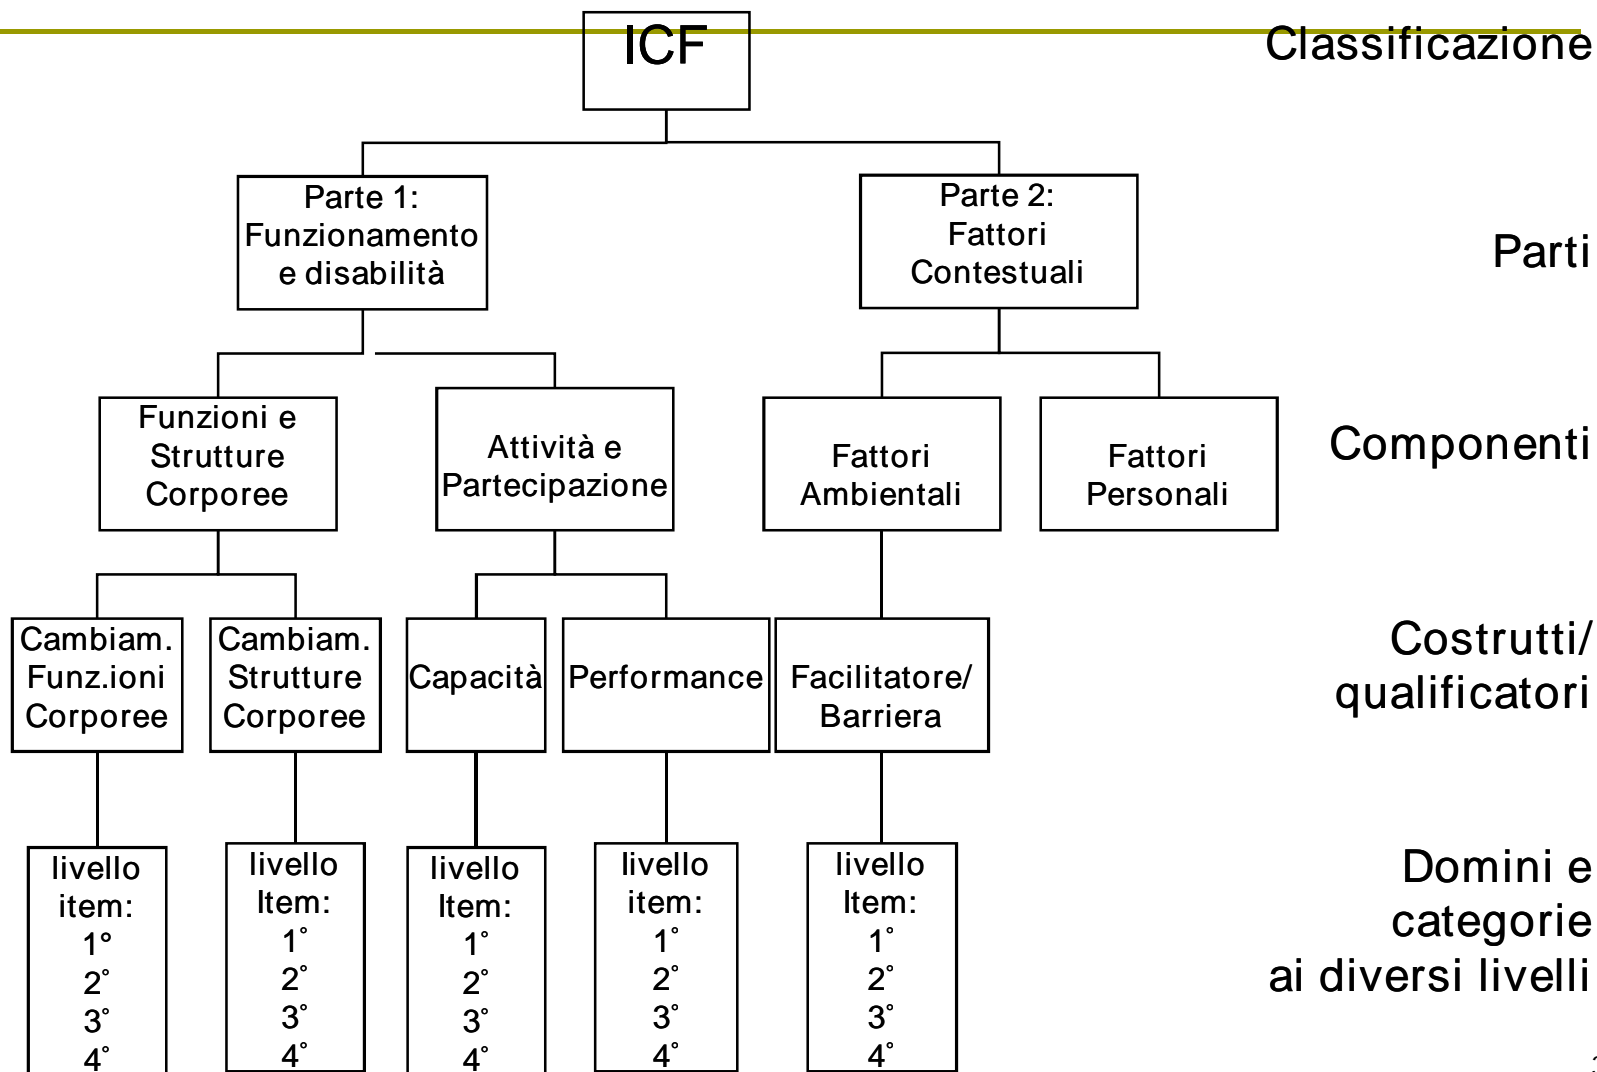 ICF
Classificazione
Parte 1:
Funzionamento
e disabilità
Parte 2:
Fattori
Contestuali
Parti
Funzioni e
Strutture
Corporee
Attività e
Partecipazione
Fattori
Ambientali
Fattori
Personali
Componenti
Cambiam.
Funz.ioni
Corporee
Cambiam.
Strutture
Corporee
Capacità
Performance
Facilitatore/
Barriera
Costrutti/
qualificatori
livello
item:
1°
2°
3°
4°
livello
Item:
1°
2°
3°
4°
livello
Item:
1°
2°
3°
4°
livello
item:
1°
2°
3°
4°
livello
Item:
1°
2°
3°
4°
Domini e
categorie
ai diversi livelli